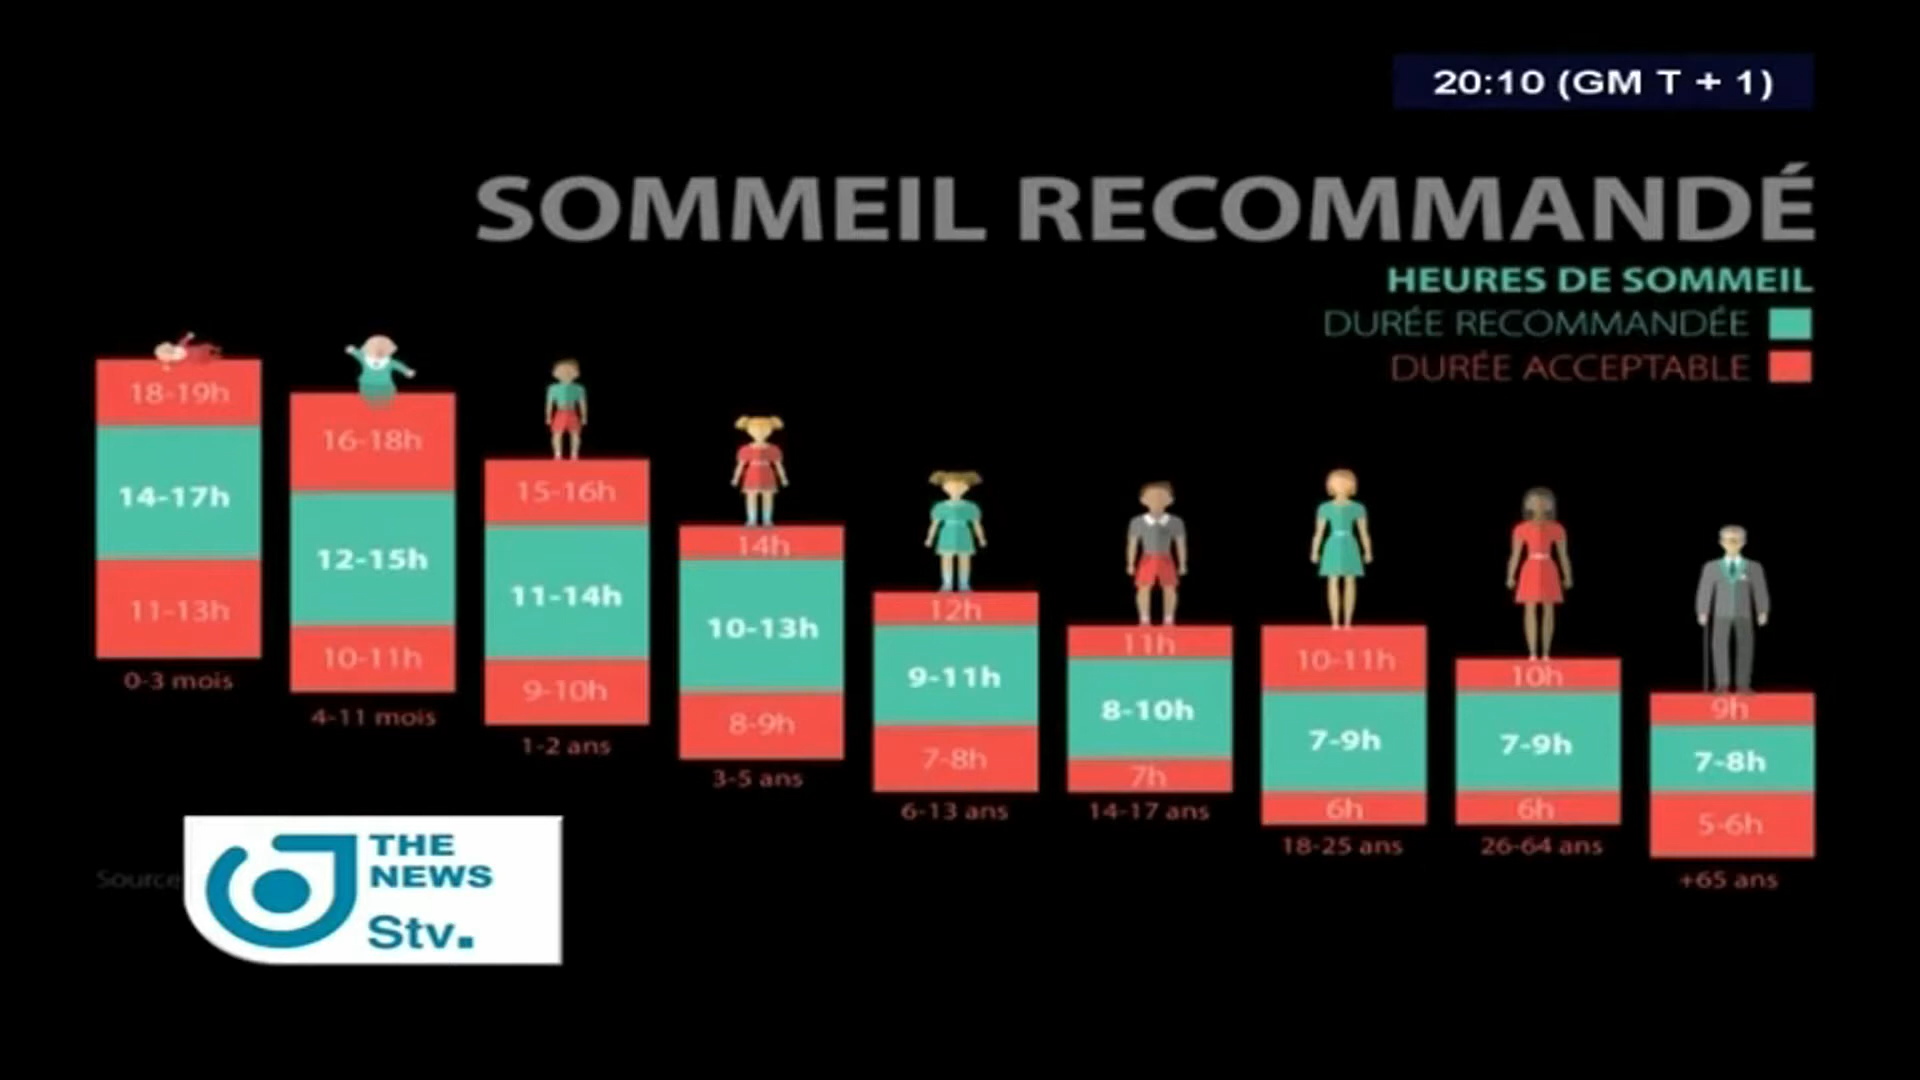 20:10 (GM T + 1)
SOMMEIL RECOMMANDÉ
HEURES DE SOMMEIL
DURÉE RECOMMANDÉE
DURÉE ACCEPTABLE
18-19h
14-17h
11-13h
0-3 mois
16-18h
12-15h
10-11h
4-11 mois
15-16h
11-14h
9-10h
1-2 ans
14h
10-13h
8-9h
3-5 ans
12h
9-11h
7-8h
6-13 ans
11h
8-10h
7h
14-17 ans
10-11h
7-9h
6h
18-25 ans
10h
7-9h
6h
26-64 ans
9h
7-8h
5-6h
+65 ans
Source
THE
NEWS
Stv.